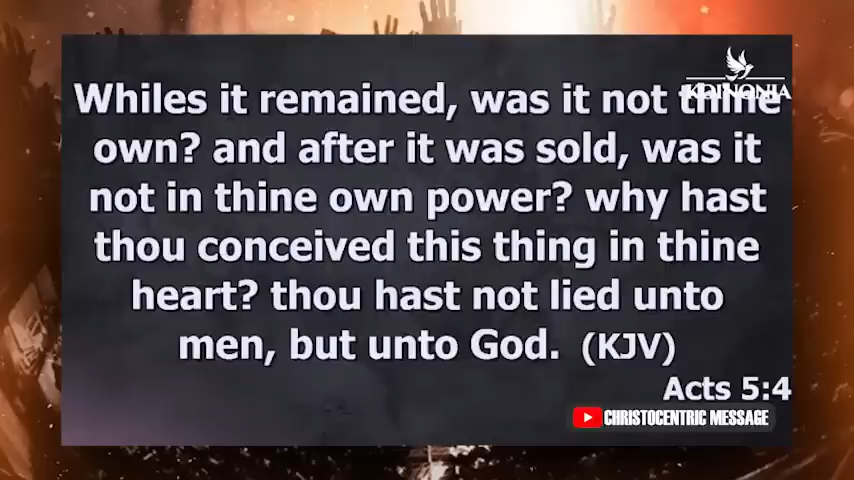 KOINONIA
Whiles it remained, was it not thine
own? and after it was sold, was it
not in thine own power? why hast
thou conceived this thing in thine
heart? thou hast not lied unto
men, but unto God. (KJV)
Acts 5:4
CHRISTOCENTRIC MESSAGE